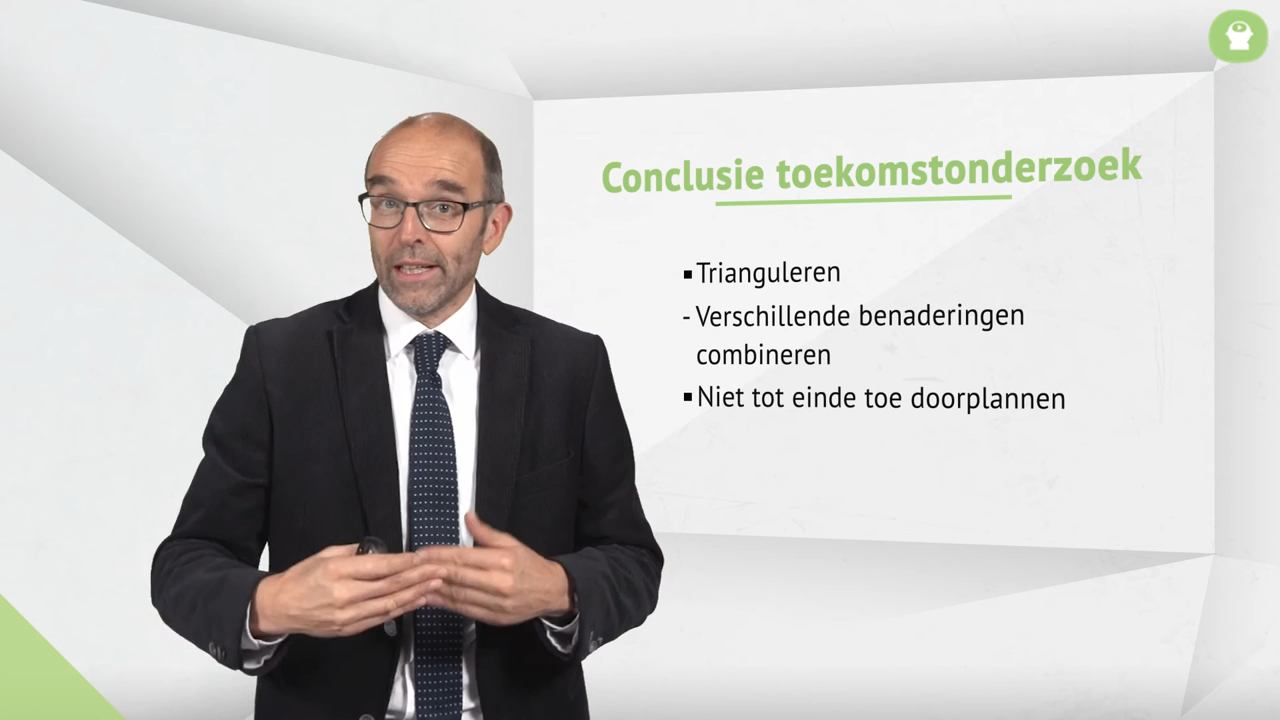 Conclusie toekomstonderzoek
▪Trianguleren
- Verschillende benaderingen
combineren
▪Niet tot einde toe doorplannen